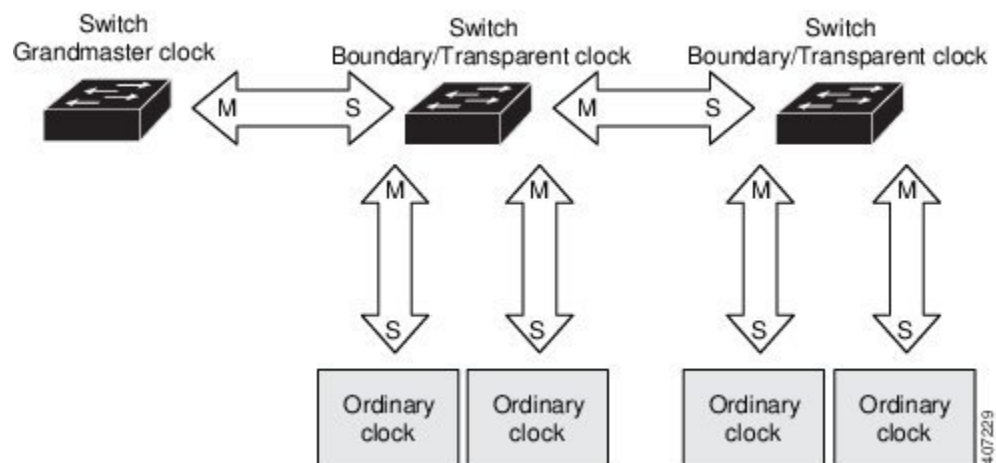 Switch
Grandmaster clock
Switch
Boundary/Transparent clock
Switch
Boundary/Transparent clock
M S
M S
M
M
M
M
S
S
S
S
Ordinary
clock
Ordinary
clock
Ordinary
clock
Ordinary
clock
407229